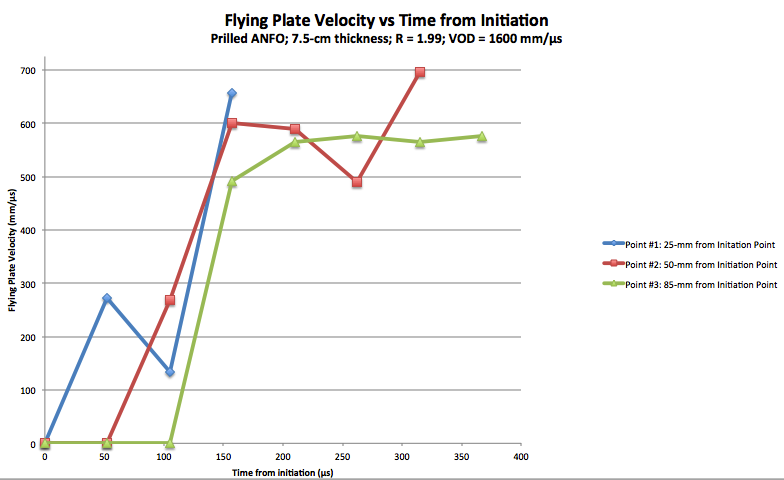 Flying Plate Velocity vs Time from Initiation
Prilled ANFO; 7.5-cm thickness; R = 1.99; VOD = 1600 mm/µs
Flying Plate Velocity (mm/µs)
700
600
500
400
300
200
100
0
0 50 100 150 200 250 300 350 400
Time from initiation (µs)
Point #1: 25-mm from Initation Point
Point #2: 50-mm from Initiation Point
Point #3: 85-mm from Initiation Point